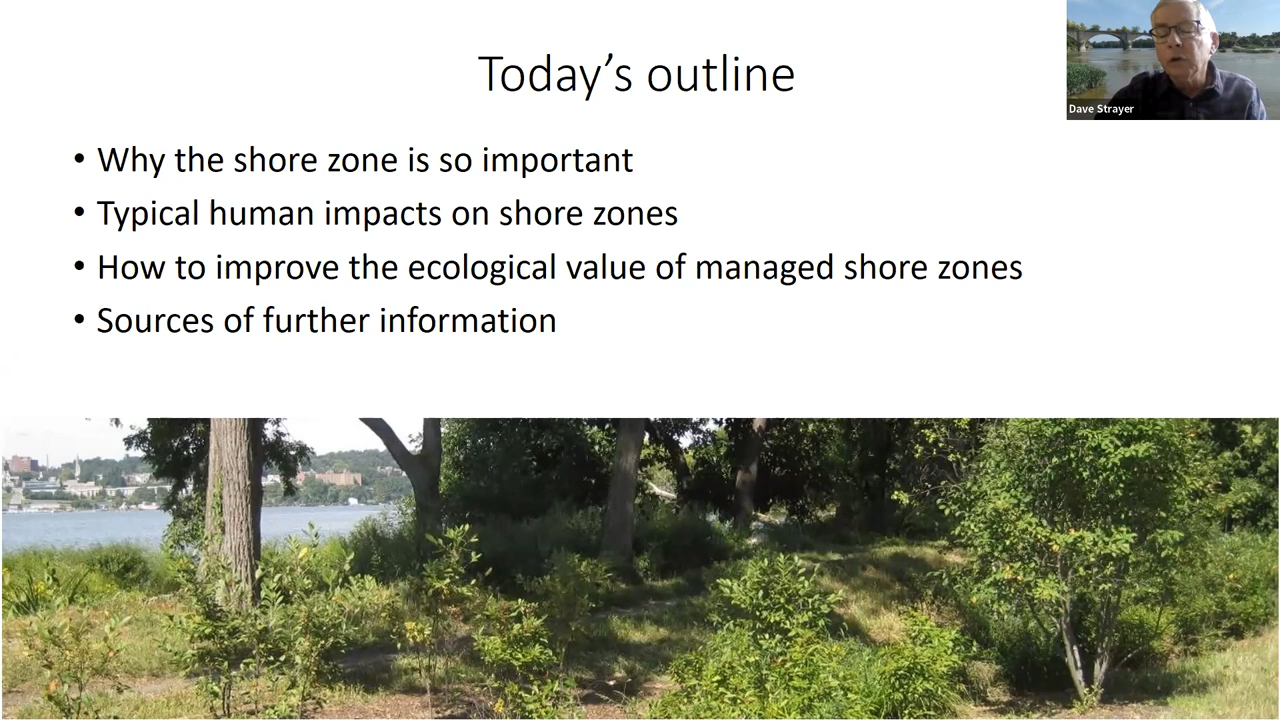 Today’s outline
Dave Strayer
• Why the shore zone is so important
• Typical human impacts on shore zones
• How to improve the ecological value of managed shore zones
• Sources of further information